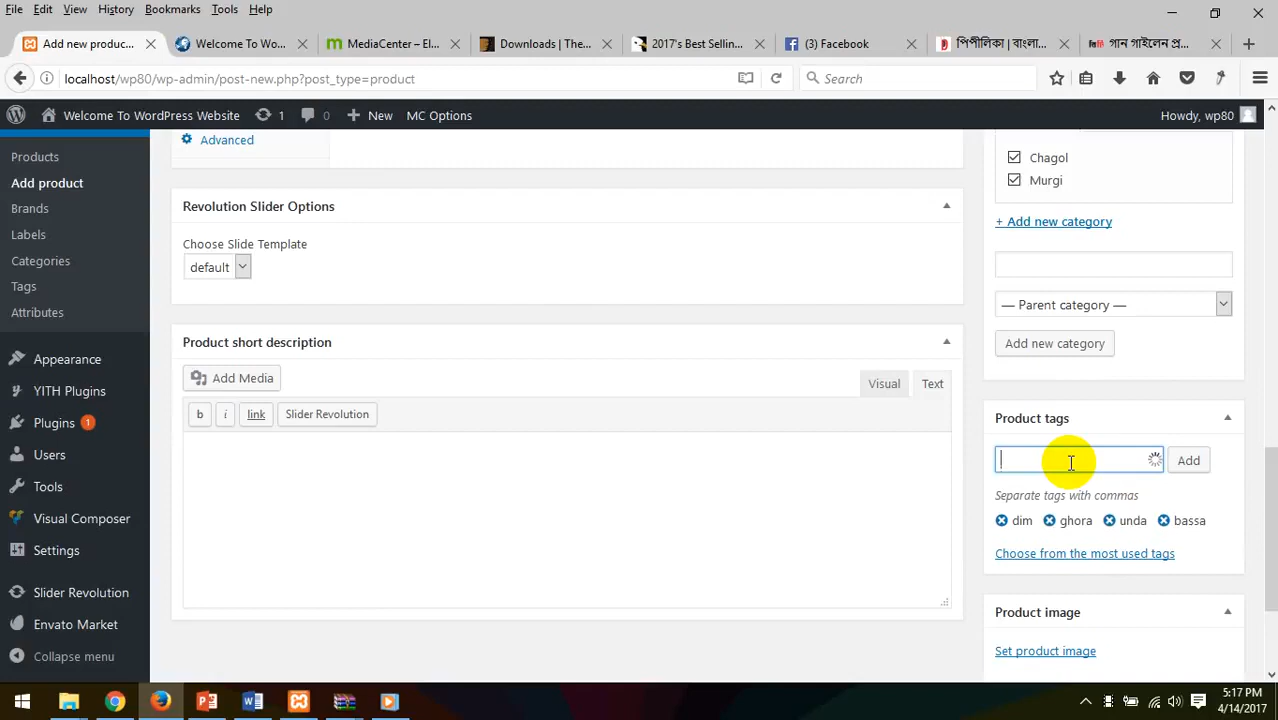 File Edit View History Bookmarks Tools Help
Add new produc... Welcome To Wo... MediaCenter – El... Downloads | The... 2017's Best Sellin... (3) Facebook পিপীলিকা | বাংলা... গান গাইলেন প্র...
localhost/wp80/wp-admin/post-new.php?post_type=product Search
Welcome To WordPress Website 1 0 New MC Options Howdy, wp80
Products
Add product
Brands
Labels
Categories
Tags
Attributes
Appearance
YITH Plugins
Plugins 1
Users
Tools
Visual Composer
Settings
Slider Revolution
Envato Market
Collapse menu
Advanced
Revolution Slider Options
Choose Slide Template
default
Product short description
Add Media
Visual Text
b i link Slider Revolution
Chagol
Murgi
+ Add new category
— Parent category —
Add new category
Product tags
Add
Separate tags with commas
dim ghora unda bassa
Choose from the most used tags
Product image
Set product image
5:17 PM
4/14/2017